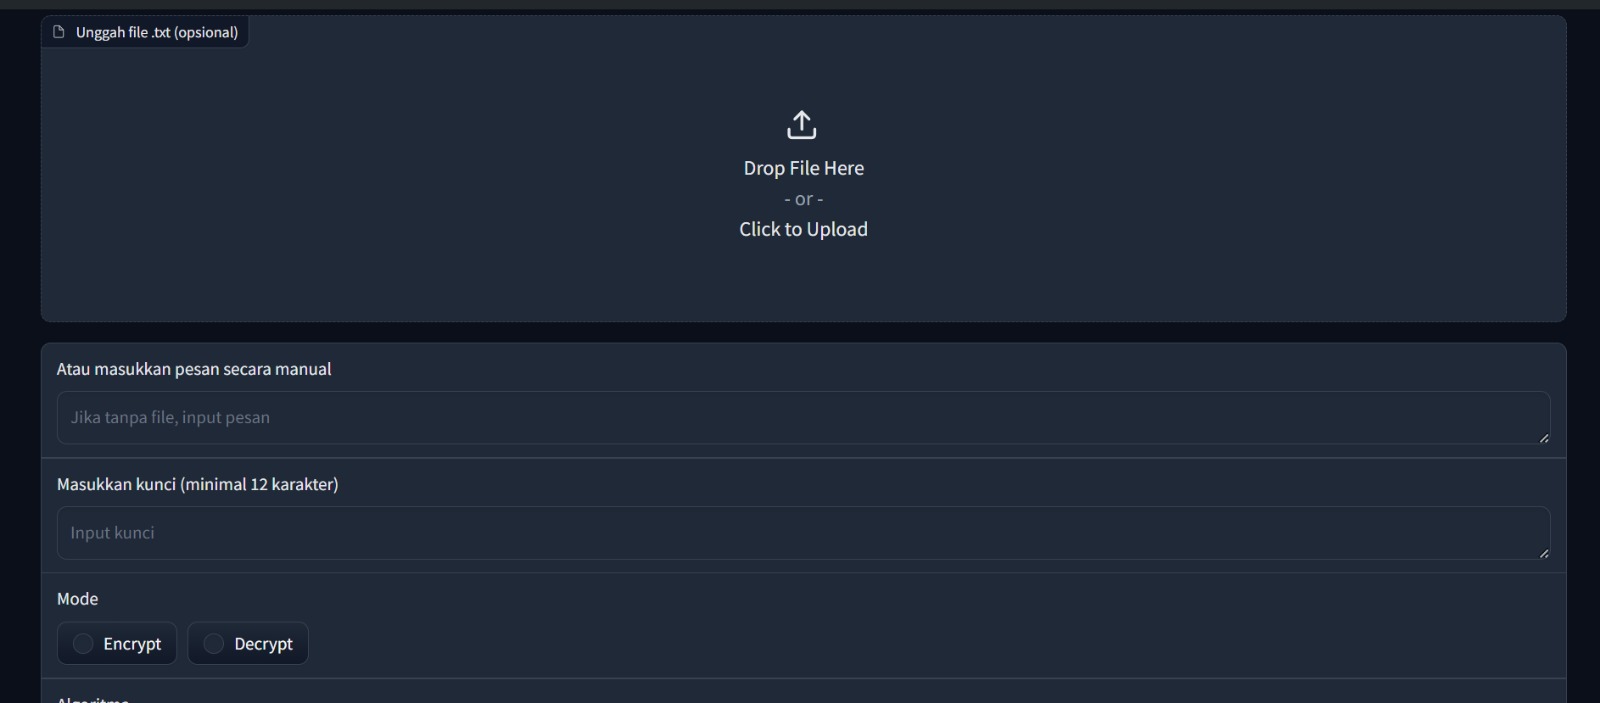 Unggah file .txt (opsional)
Drop File Here
- or -
Click to Upload
Atau masukkan pesan secara manual
Jika tanpa file, input pesan
Masukkan kunci (minimal 12 karakter)
Input kunci
Mode
Encrypt
Decrypt